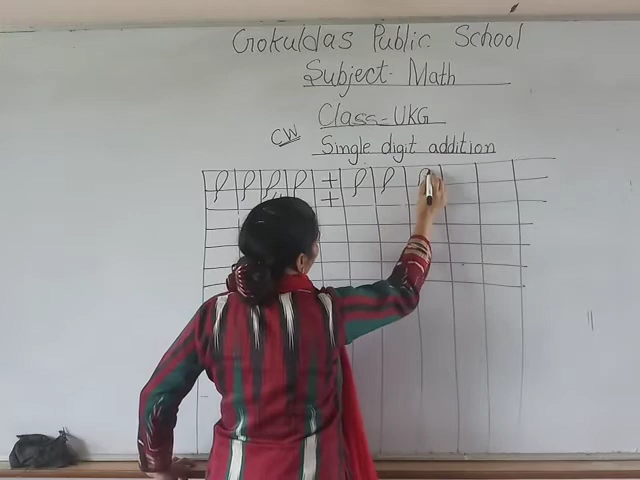 Gokuldas Public School
Subject- Math
Class-UKG
CW
Single digit addition
+
+